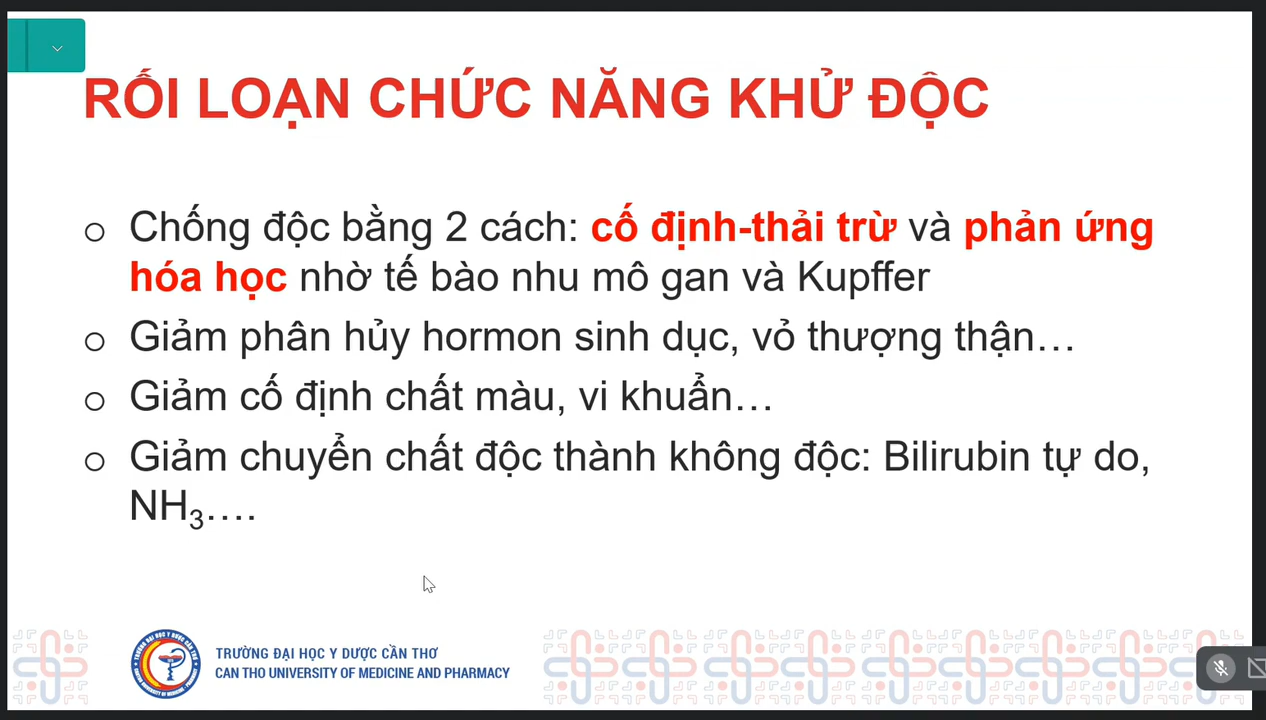 RỐI LOẠN CHỨC NĂNG KHỬ ĐỘC
o Chống độc bằng 2 cách: cố định-thải trừ và phản ứng
hóa học nhờ tế bào nhu mô gan và Kupffer
o Giảm phân hủy hormon sinh dục, vỏ thượng thận…
o Giảm cố định chất màu, vi khuẩn…
o Giảm chuyển chất độc thành không độc: Bilirubin tự do,
NH₃….
TRƯỜNG ĐẠI HỌC Y DƯỢC CẦN THƠ
CAN THO UNIVERSITY OF MEDICINE AND PHARMACY